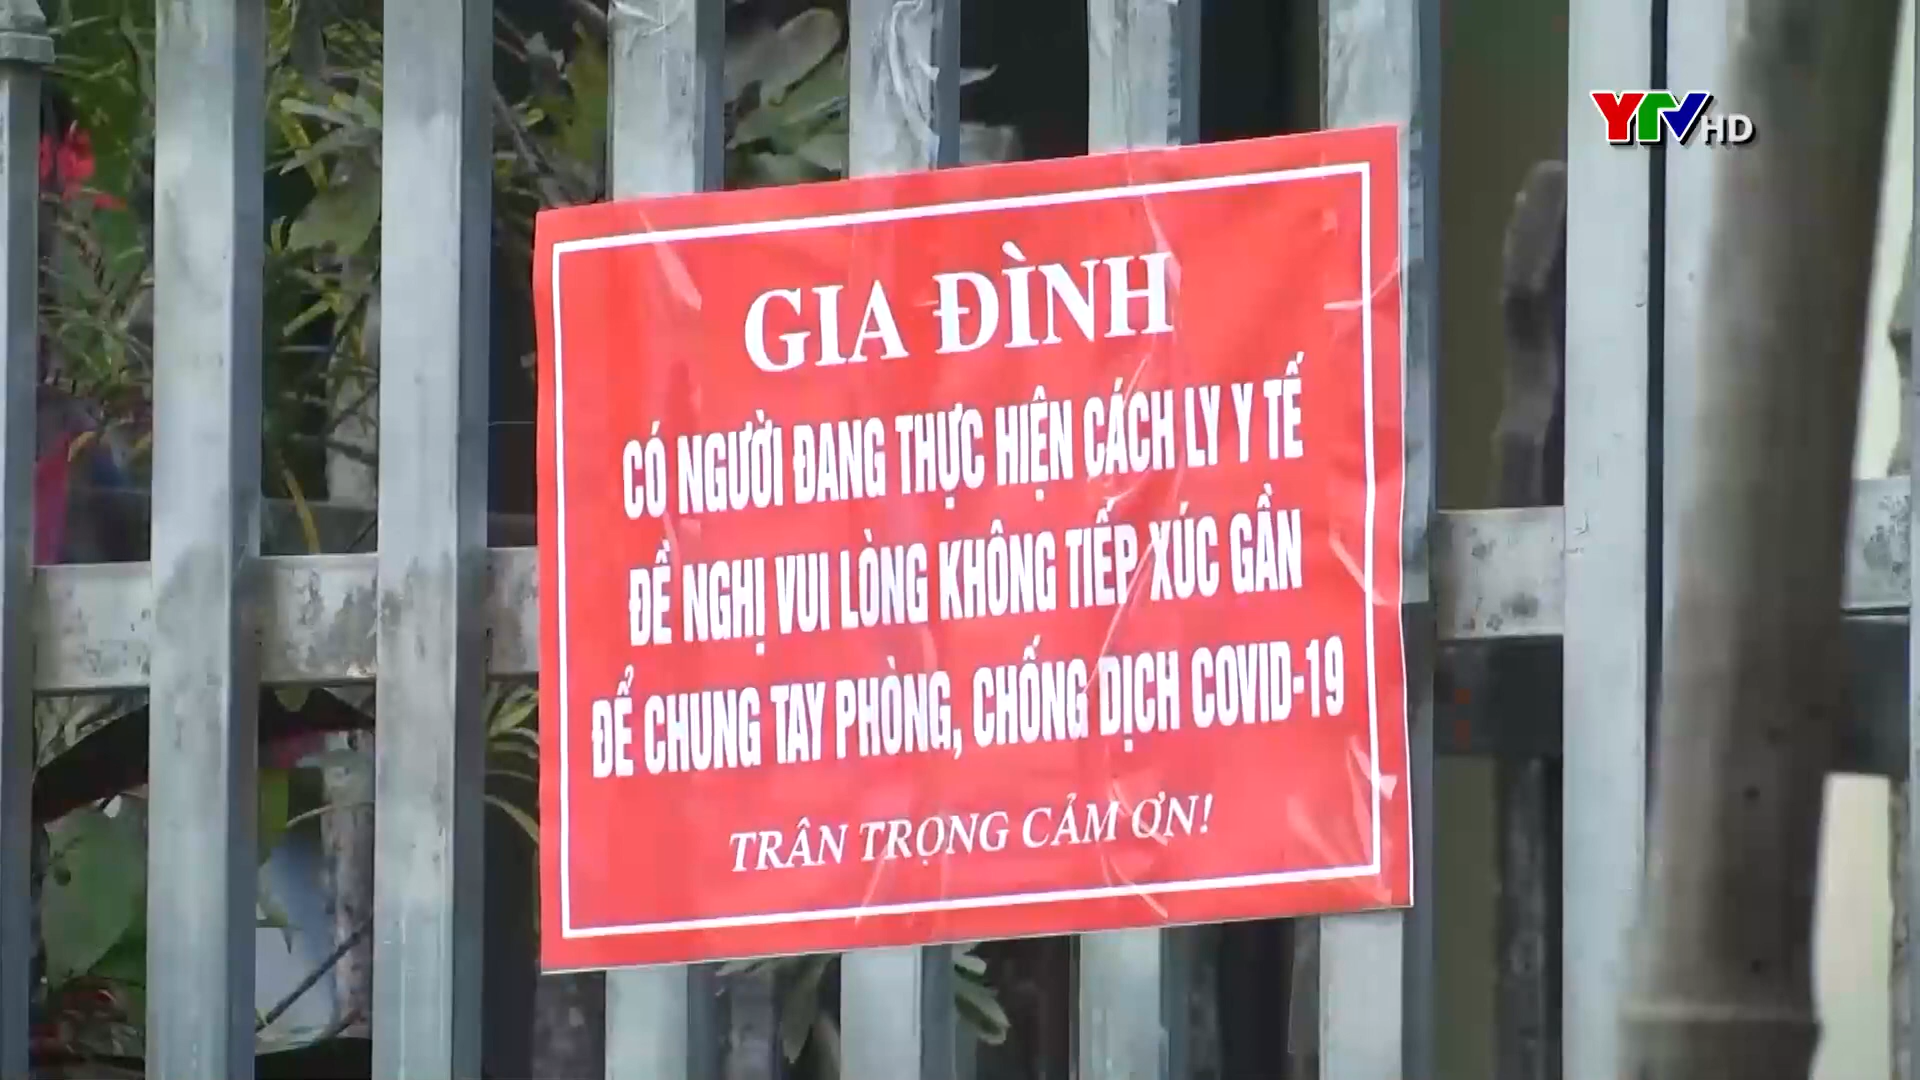 YTV HD
GIA ĐÌNH
CÓ NGƯỜI ĐANG THỰC HIỆN CÁCH LY Y TẾ
ĐỀ NGHỊ VUI LÒNG KHÔNG TIẾP XÚC GẦN
ĐỂ CHUNG TAY PHÒNG, CHỐNG DỊCH COVID-19
TRÂN TRỌNG CẢM ƠN!